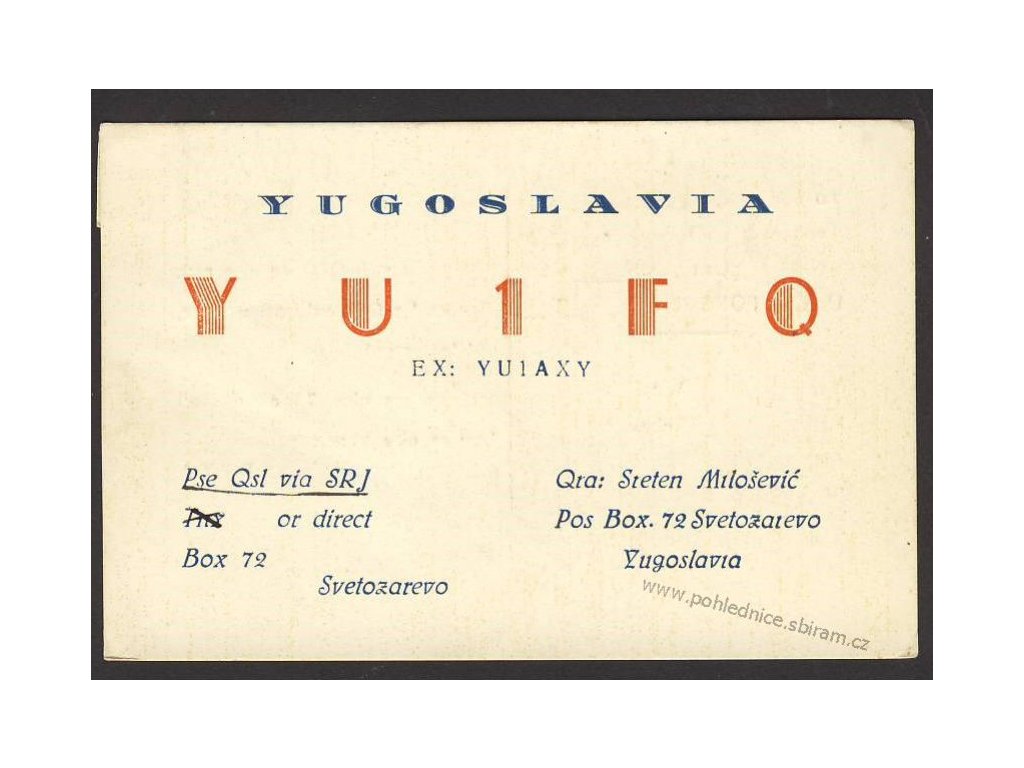 YUGOSLAVIA
YU1FQ
EX: YU1AXY
Pse Qsl via SRJ
or direct
Box 72
Svetozarevo
Qra: Sreten Milošević
Pos Box. 72 Svetozarevo
Yugoslavia
www.pohlednice.sbiram.cz